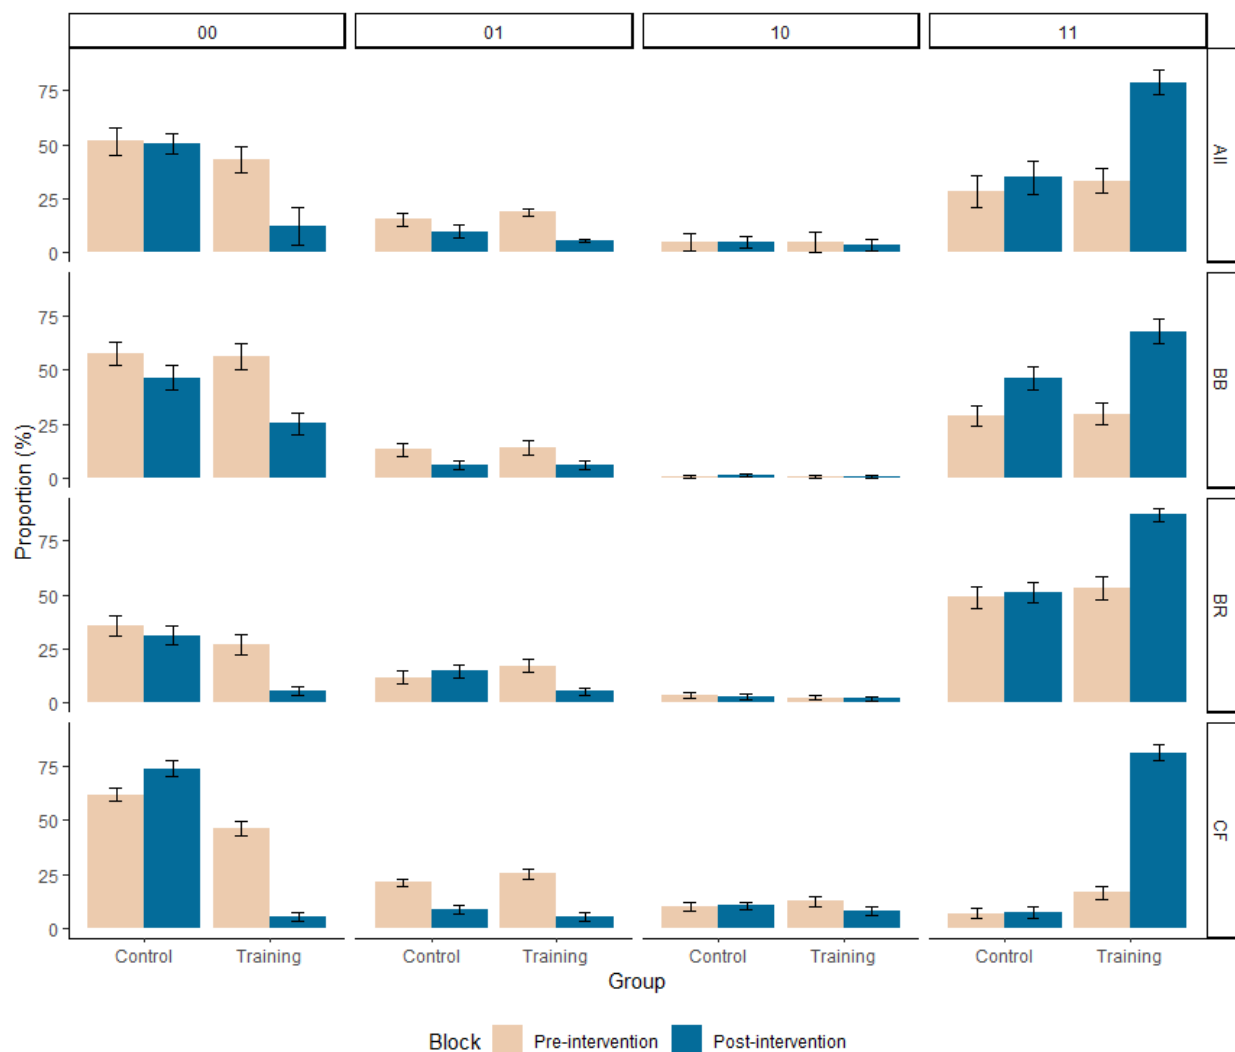 00 01 10 11
75
50
25
0
All
75
50
25
0
BB
75
50
25
0
BR
75
50
25
0
CF
Proportion (%)
Control Training Control Training Control Training Control Training
Group
Block Pre-intervention Post-intervention